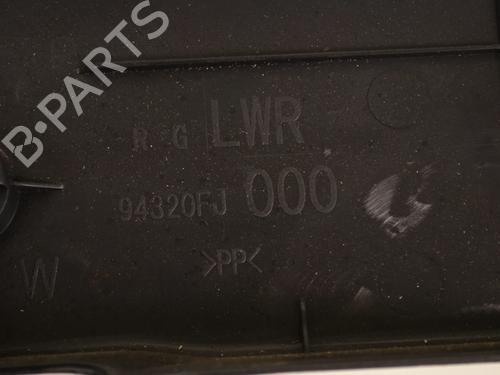 B-PARTS
R G LWR
94320FJ 000
>PP<
W